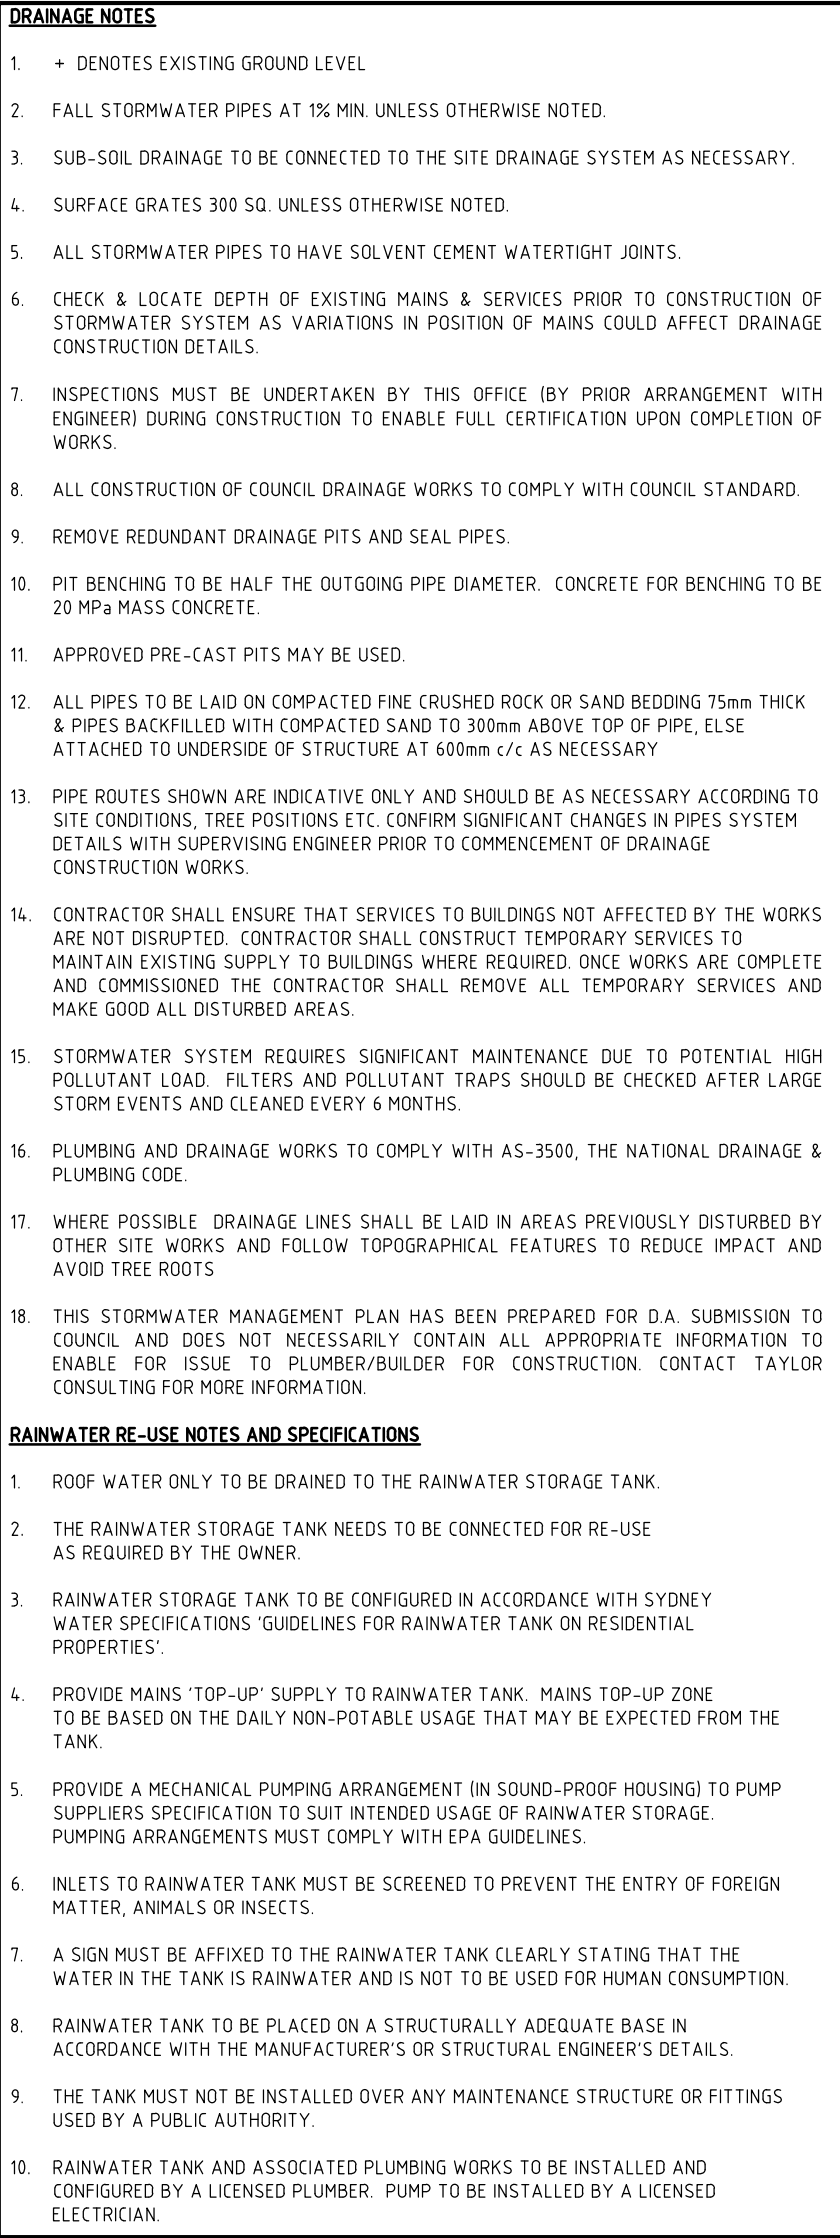 DRAINAGE NOTES
1. + DENOTES EXISTING GROUND LEVEL
2. FALL STORMWATER PIPES AT 1% MIN. UNLESS OTHERWISE NOTED.
3. SUB-SOIL DRAINAGE TO BE CONNECTED TO THE SITE DRAINAGE SYSTEM AS NECESSARY.
4. SURFACE GRATES 300 SQ. UNLESS OTHERWISE NOTED.
5. ALL STORMWATER PIPES TO HAVE SOLVENT CEMENT WATERTIGHT JOINTS.
6. CHECK & LOCATE DEPTH OF EXISTING MAINS & SERVICES PRIOR TO CONSTRUCTION OF
STORMWATER SYSTEM AS VARIATIONS IN POSITION OF MAINS COULD AFFECT DRAINAGE
CONSTRUCTION DETAILS.
7. INSPECTIONS MUST BE UNDERTAKEN BY THIS OFFICE (BY PRIOR ARRANGEMENT WITH
ENGINEER) DURING CONSTRUCTION TO ENABLE FULL CERTIFICATION UPON COMPLETION OF
WORKS.
8. ALL CONSTRUCTION OF COUNCIL DRAINAGE WORKS TO COMPLY WITH COUNCIL STANDARD.
9. REMOVE REDUNDANT DRAINAGE PITS AND SEAL PIPES.
10. PIT BENCHING TO BE HALF THE OUTGOING PIPE DIAMETER. CONCRETE FOR BENCHING TO BE
20 MPa MASS CONCRETE.
11. APPROVED PRE-CAST PITS MAY BE USED.
12. ALL PIPES TO BE LAID ON COMPACTED FINE CRUSHED ROCK OR SAND BEDDING 75mm THICK
& PIPES BACKFILLED WITH COMPACTED SAND TO 300mm ABOVE TOP OF PIPE, ELSE
ATTACHED TO UNDERSIDE OF STRUCTURE AT 600mm c/c AS NECESSARY
13. PIPE ROUTES SHOWN ARE INDICATIVE ONLY AND SHOULD BE AS NECESSARY ACCORDING TO
SITE CONDITIONS, TREE POSITIONS ETC. CONFIRM SIGNIFICANT CHANGES IN PIPES SYSTEM
DETAILS WITH SUPERVISING ENGINEER PRIOR TO COMMENCEMENT OF DRAINAGE
CONSTRUCTION WORKS.
14. CONTRACTOR SHALL ENSURE THAT SERVICES TO BUILDINGS NOT AFFECTED BY THE WORKS
ARE NOT DISRUPTED. CONTRACTOR SHALL CONSTRUCT TEMPORARY SERVICES TO
MAINTAIN EXISTING SUPPLY TO BUILDINGS WHERE REQUIRED. ONCE WORKS ARE COMPLETE
AND COMMISSIONED THE CONTRACTOR SHALL REMOVE ALL TEMPORARY SERVICES AND
MAKE GOOD ALL DISTURBED AREAS.
15. STORMWATER SYSTEM REQUIRES SIGNIFICANT MAINTENANCE DUE TO POTENTIAL HIGH
POLLUTANT LOAD. FILTERS AND POLLUTANT TRAPS SHOULD BE CHECKED AFTER LARGE
STORM EVENTS AND CLEANED EVERY 6 MONTHS.
16. PLUMBING AND DRAINAGE WORKS TO COMPLY WITH AS-3500, THE NATIONAL DRAINAGE &
PLUMBING CODE.
17. WHERE POSSIBLE DRAINAGE LINES SHALL BE LAID IN AREAS PREVIOUSLY DISTURBED BY
OTHER SITE WORKS AND FOLLOW TOPOGRAPHICAL FEATURES TO REDUCE IMPACT AND
AVOID TREE ROOTS
18. THIS STORMWATER MANAGEMENT PLAN HAS BEEN PREPARED FOR D.A. SUBMISSION TO
COUNCIL AND DOES NOT NECESSARILY CONTAIN ALL APPROPRIATE INFORMATION TO
ENABLE FOR ISSUE TO PLUMBER/BUILDER FOR CONSTRUCTION. CONTACT TAYLOR
CONSULTING FOR MORE INFORMATION.
RAINWATER RE-USE NOTES AND SPECIFICATIONS
1. ROOF WATER ONLY TO BE DRAINED TO THE RAINWATER STORAGE TANK.
2. THE RAINWATER STORAGE TANK NEEDS TO BE CONNECTED FOR RE-USE
AS REQUIRED BY THE OWNER.
3. RAINWATER STORAGE TANK TO BE CONFIGURED IN ACCORDANCE WITH SYDNEY
WATER SPECIFICATIONS 'GUIDELINES FOR RAINWATER TANK ON RESIDENTIAL
PROPERTIES'.
4. PROVIDE MAINS 'TOP-UP' SUPPLY TO RAINWATER TANK. MAINS TOP-UP ZONE
TO BE BASED ON THE DAILY NON-POTABLE USAGE THAT MAY BE EXPECTED FROM THE
TANK.
5. PROVIDE A MECHANICAL PUMPING ARRANGEMENT (IN SOUND-PROOF HOUSING) TO PUMP
SUPPLIERS SPECIFICATION TO SUIT INTENDED USAGE OF RAINWATER STORAGE.
PUMPING ARRANGEMENTS MUST COMPLY WITH EPA GUIDELINES.
6. INLETS TO RAINWATER TANK MUST BE SCREENED TO PREVENT THE ENTRY OF FOREIGN
MATTER, ANIMALS OR INSECTS.
7. A SIGN MUST BE AFFIXED TO THE RAINWATER TANK CLEARLY STATING THAT THE
WATER IN THE TANK IS RAINWATER AND IS NOT TO BE USED FOR HUMAN CONSUMPTION.
8. RAINWATER TANK TO BE PLACED ON A STRUCTURALLY ADEQUATE BASE IN
ACCORDANCE WITH THE MANUFACTURER'S OR STRUCTURAL ENGINEER'S DETAILS.
9. THE TANK MUST NOT BE INSTALLED OVER ANY MAINTENANCE STRUCTURE OR FITTINGS
USED BY A PUBLIC AUTHORITY.
10. RAINWATER TANK AND ASSOCIATED PLUMBING WORKS TO BE INSTALLED AND
CONFIGURED BY A LICENSED PLUMBER. PUMP TO BE INSTALLED BY A LICENSED
ELECTRICIAN.